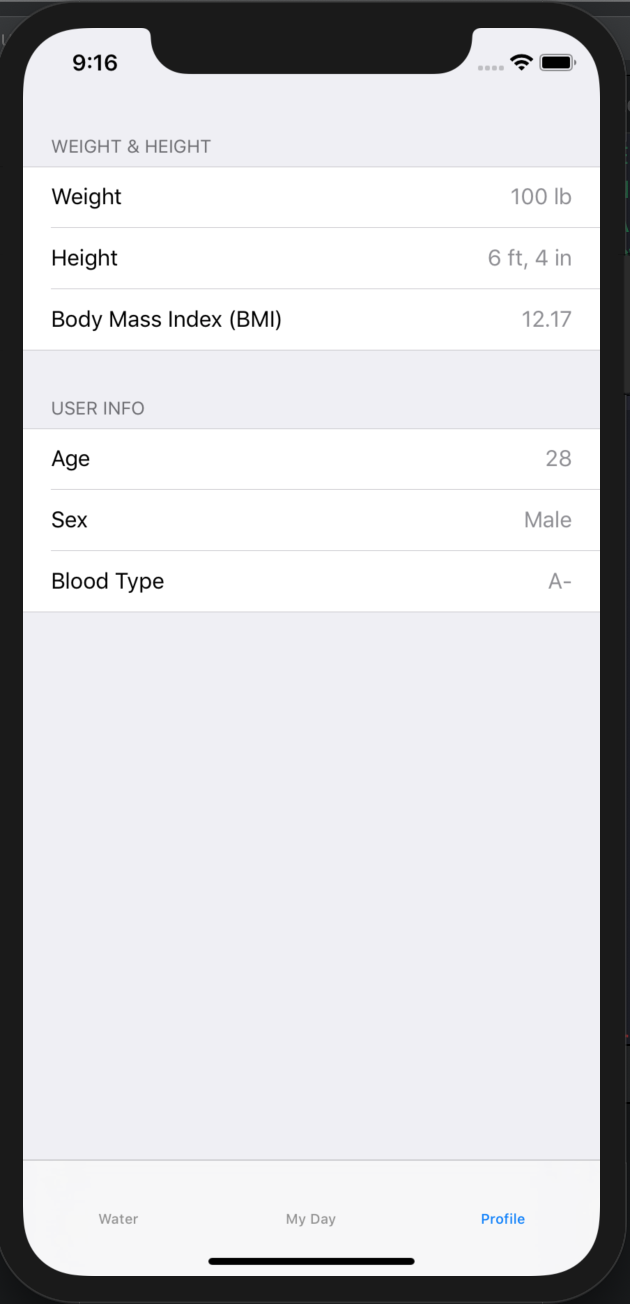 9:16
WEIGHT & HEIGHT
Weight 100 lb
Height 6 ft, 4 in
Body Mass Index (BMI) 12.17
USER INFO
Age 28
Sex Male
Blood Type A-
Water My Day Profile